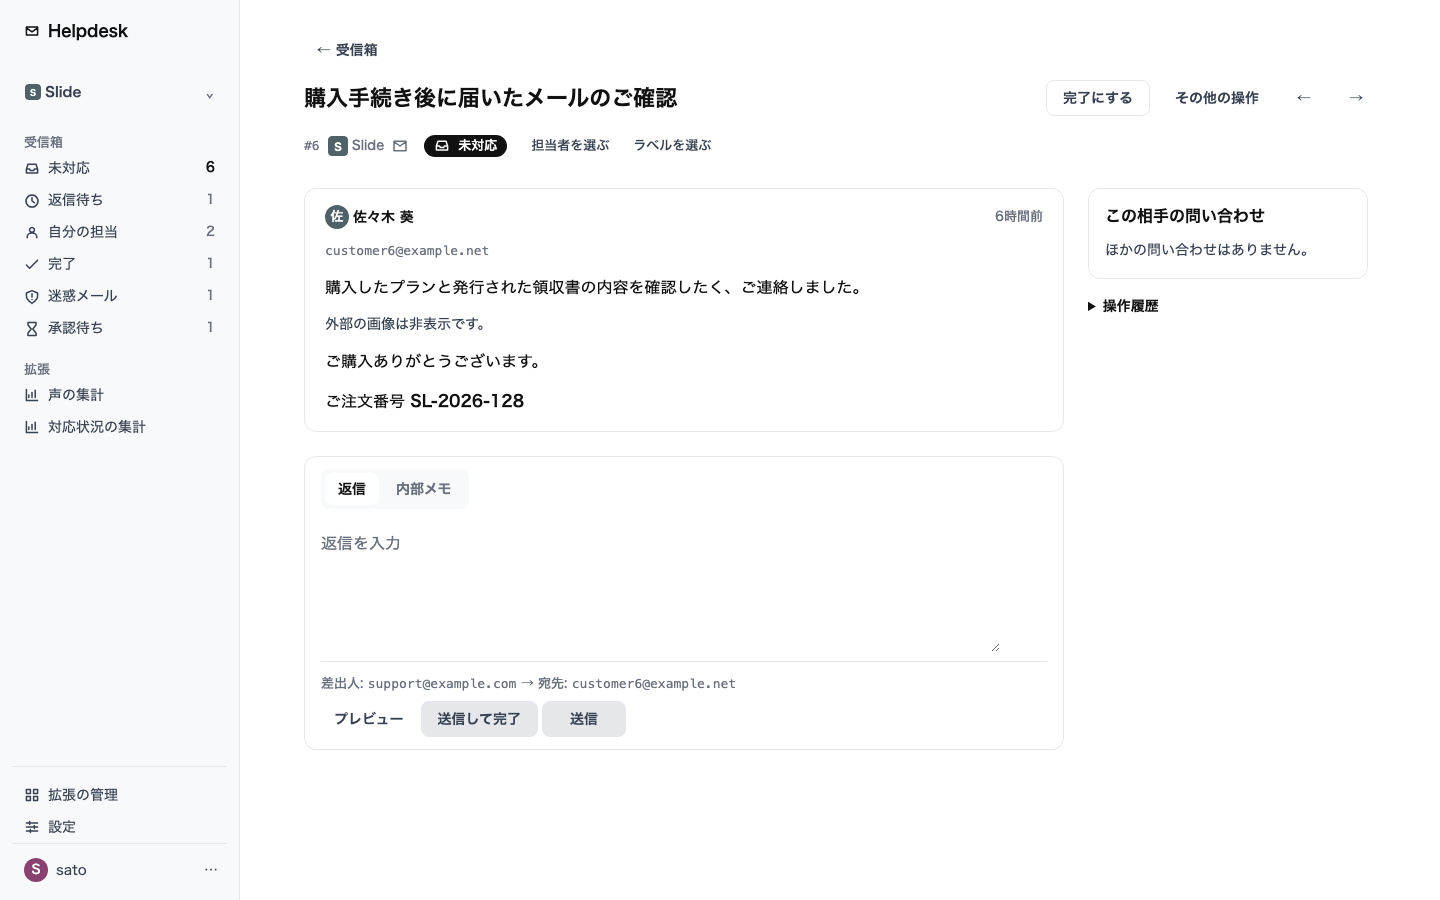 Helpdesk
S Slide
受信箱
未対応 6
返信待ち 1
自分の担当 2
完了 1
迷惑メール 1
承認待ち 1
拡張
声の集計
対応状況の集計
拡張の管理
設定
S sato ...
← 受信箱
購入手続き後に届いたメールのご確認
完了にする その他の操作 ← →
#6 S Slide 未対応 担当者を選ぶ ラベルを選ぶ
佐 佐々木 葵 6時間前
customer6@example.net
購入したプランと発行された領収書の内容を確認したく、ご連絡しました。
外部の画像は非表示です。
ご購入ありがとうございます。
ご注文番号 SL-2026-128
返信 内部メモ
返信を入力
差出人: support@example.com → 宛先: customer6@example.net
プレビュー 送信して完了 送信
この相手の問い合わせ
ほかの問い合わせはありません。
▶ 操作履歴